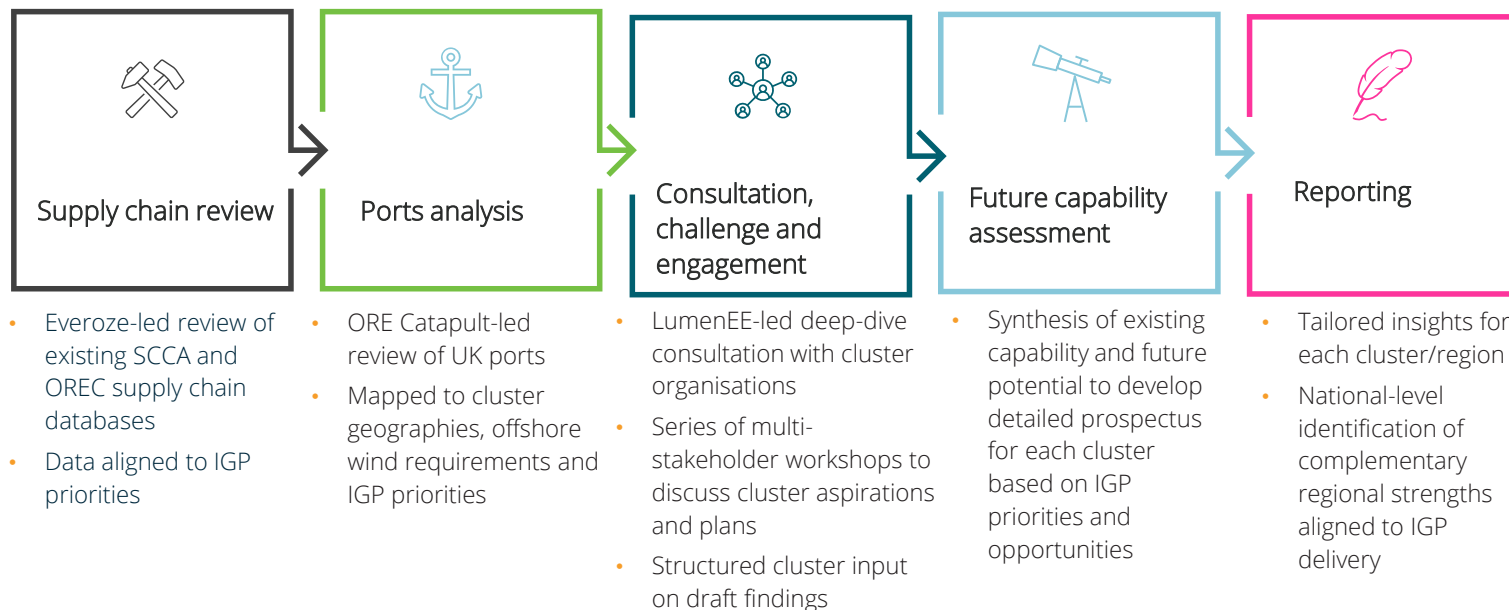 Supply chain review
• Everoze-led review of
existing SCCA and
OREC supply chain
databases
• Data aligned to IGP
priorities
Ports analysis
• ORE Catapult-led
review of UK ports
• Mapped to cluster
geographies, offshore
wind requirements and
IGP priorities
Consultation,
challenge and
engagement
• LumenEE-led deep-dive
consultation with cluster
organisations
• Series of multi-
stakeholder workshops to
discuss cluster aspirations
and plans
• Structured cluster input
on draft findings
Future capability
assessment
• Synthesis of existing
capability and future
potential to develop
detailed prospectus
for each cluster
based on IGP
priorities and
opportunities
Reporting
• Tailored insights for
each cluster/region
• National-level
identification of
complementary
regional strengths
aligned to IGP
delivery